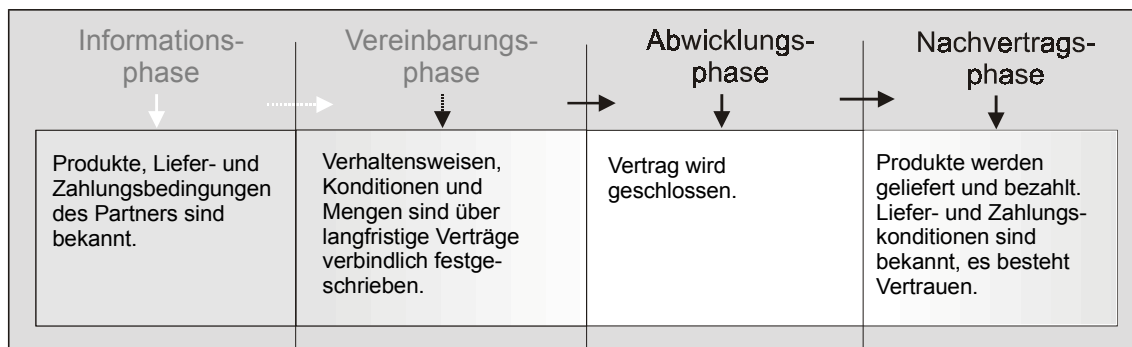 Informations-
phase
Vereinbarungs-
phase
Abwicklungs-
phase
Nachvertrags-
phase
Produkte, Liefer- und
Zahlungsbedingungen
des Partners sind
bekannt.
Verhaltensweisen,
Konditionen und
Mengen sind über
langfristige Verträge
verbindlich festge-
schrieben.
Vertrag wird
geschlossen.
Produkte werden
geliefert und bezahlt.
Liefer- und Zahlungs-
konditionen sind
bekannt, es besteht
Vertrauen.